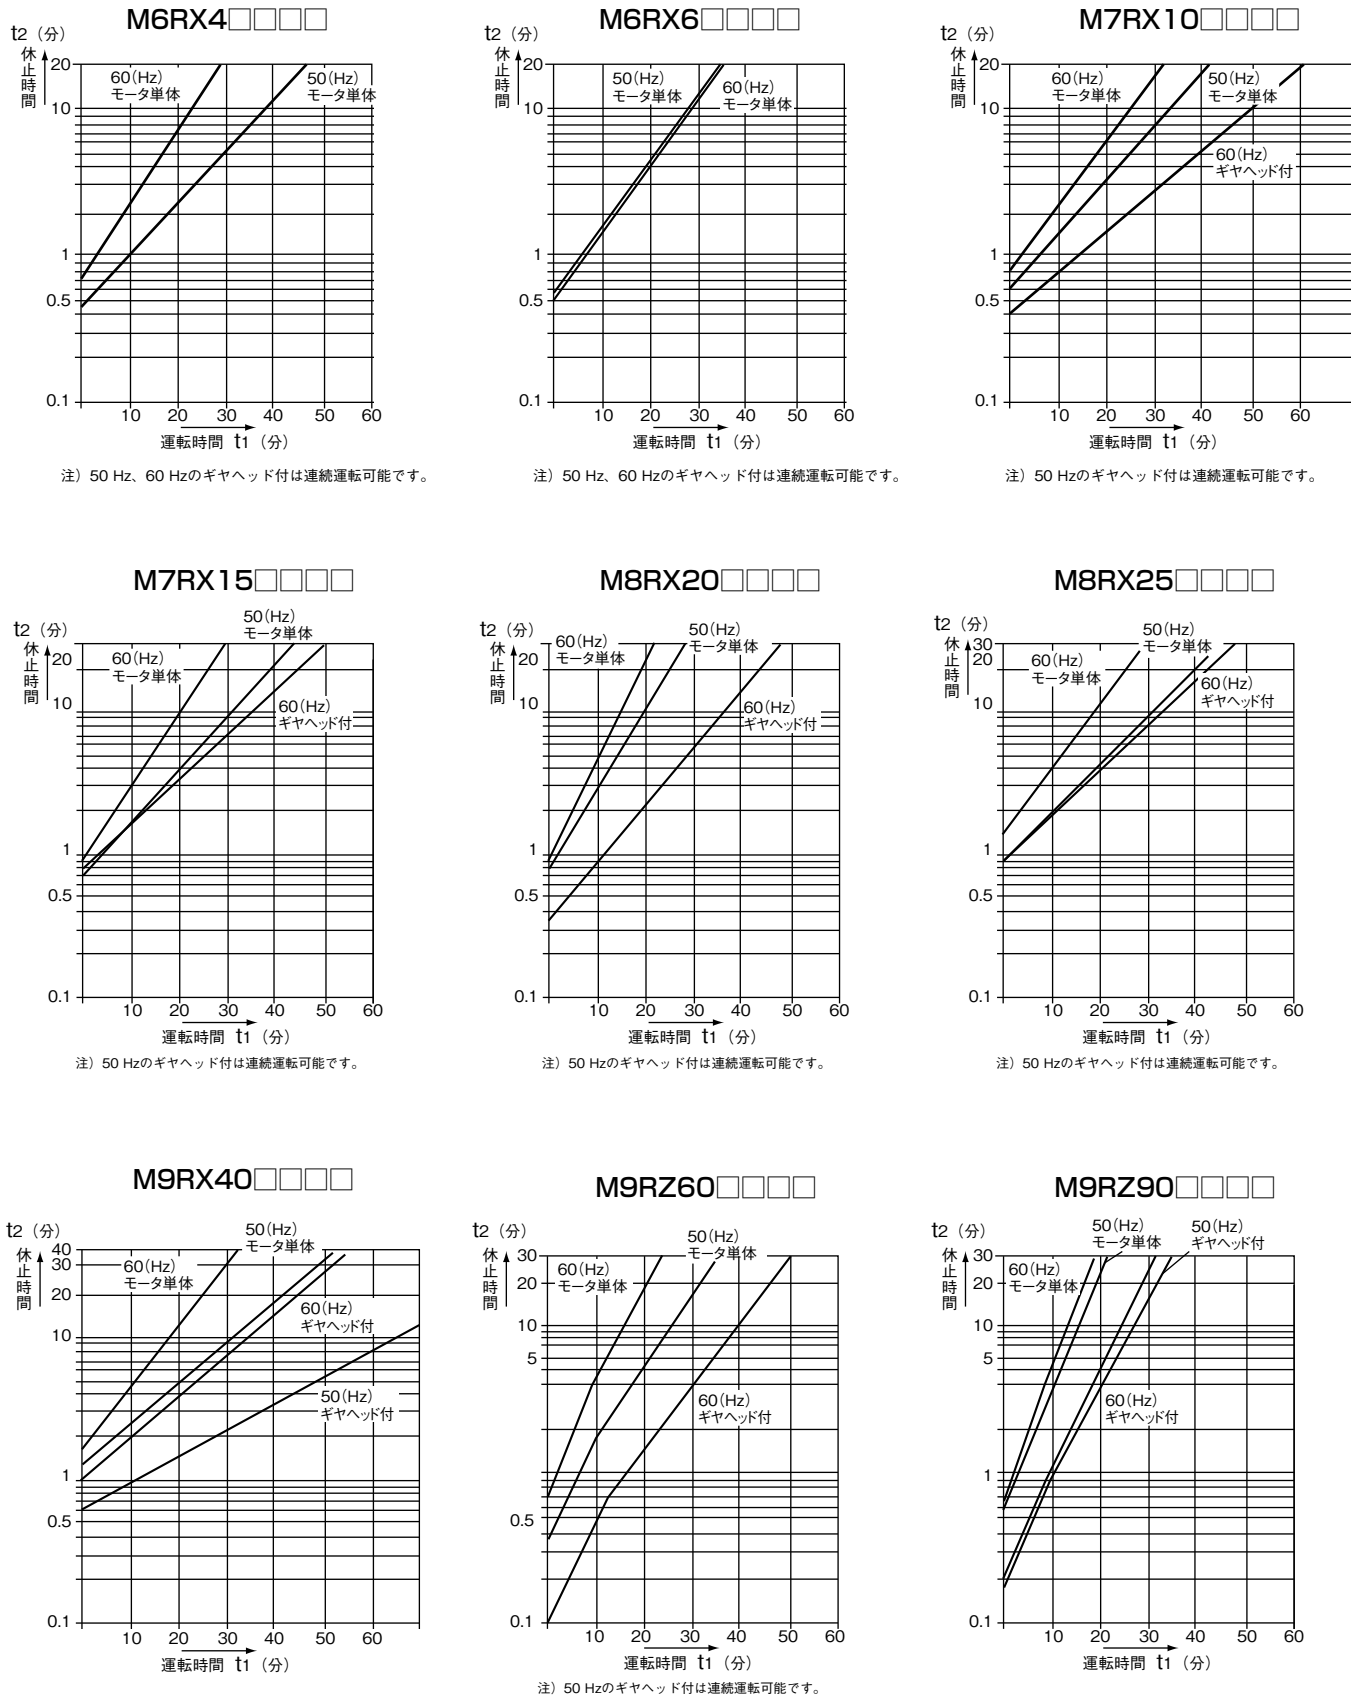 M6RX4□□□□
t2（分）
休止時間
20
10
1
0.5
0.1
60(Hz)
モータ単体
50(Hz)
モータ単体
10 20 30 40 50 60
運転時間 t1（分）
注）50 Hz、60 Hzのギヤヘッド付は連続運転可能です。
M6RX6□□□□
t2（分）
休止時間
20
10
1
0.5
0.1
50(Hz)
モータ単体
60(Hz)
モータ単体
10 20 30 40 50 60
運転時間 t1（分）
注）50 Hz、60 Hzのギヤヘッド付は連続運転可能です。
M7RX10□□□□
t2（分）
休止時間
20
10
1
0.5
0.1
60(Hz)
モータ単体
50(Hz)
モータ単体
60(Hz)
ギヤヘッド付
10 20 30 40 50 60
運転時間 t1（分）
注）50 Hzのギヤヘッド付は連続運転可能です。
M7RX15□□□□
t2（分）
休止時間
20
10
1
0.5
0.1
50(Hz)
モータ単体
60(Hz)
モータ単体
60(Hz)
ギヤヘッド付
10 20 30 40 50 60
運転時間 t1（分）
注）50 Hzのギヤヘッド付は連続運転可能です。
M8RX20□□□□
t2（分）
休止時間
20
10
1
0.5
0.1
60(Hz)
モータ単体
50(Hz)
モータ単体
60(Hz)
ギヤヘッド付
10 20 30 40 50 60
運転時間 t1（分）
注）50 Hzのギヤヘッド付は連続運転可能です。
M8RX25□□□□
t2（分）
休止時間
30
20
10
1
0.5
0.1
50(Hz)
モータ単体
60(Hz)
モータ単体
60(Hz)
ギヤヘッド付
10 20 30 40 50 60
運転時間 t1（分）
注）50 Hzのギヤヘッド付は連続運転可能です。
M9RX40□□□□
t2（分）
休止時間
40
30
20
10
1
0.5
0.1
50(Hz)
モータ単体
60(Hz)
モータ単体
60(Hz)
ギヤヘッド付
50(Hz)
ギヤヘッド付
10 20 30 40 50 60
運転時間 t1（分）
M9RZ60□□□□
t2（分）
休止時間
30
20
10
5
1
0.5
0.1
50(Hz)
モータ単体
60(Hz)
モータ単体
60(Hz)
ギヤヘッド付
10 20 30 40 50 60
運転時間 t1（分）
注）50 Hzのギヤヘッド付は連続運転可能です。
M9RZ90□□□□
t2（分）
休止時間
30
20
10
5
1
0.1
50(Hz)
モータ単体
50(Hz)
ギヤヘッド付
60(Hz)
モータ単体
60(Hz)
ギヤヘッド付
10 20 30 40 50 60
運転時間 t1（分）